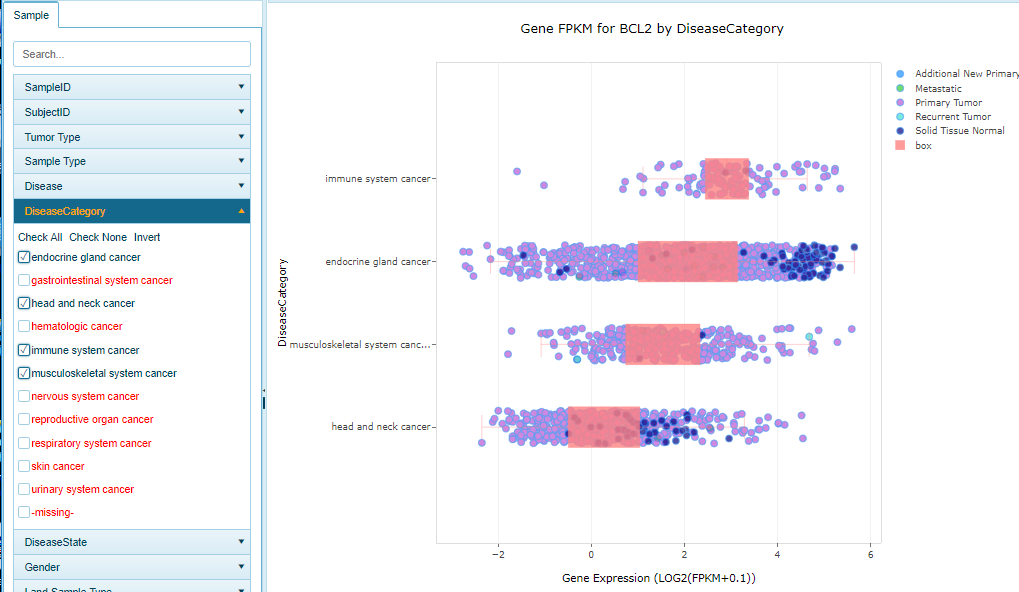 Sample
Search...
SampleID
SubjectID
Tumor Type
Sample Type
Disease
DiseaseCategory
Check All Check None Invert
endocrine gland cancer
gastrointestinal system cancer
head and neck cancer
hematologic cancer
immune system cancer
musculoskeletal system cancer
nervous system cancer
reproductive organ cancer
respiratory system cancer
skin cancer
urinary system cancer
-missing-
DiseaseState
Gender
Land Sample Type
Gene FPKM for BCL2 by DiseaseCategory
DiseaseCategory
immune system cancer
endocrine gland cancer
musculoskeletal system canc...
head and neck cancer
−2 0 2 4 6
Gene Expression (LOG2(FPKM+0.1))
Additional New Primary
Metastatic
Primary Tumor
Recurrent Tumor
Solid Tissue Normal
box